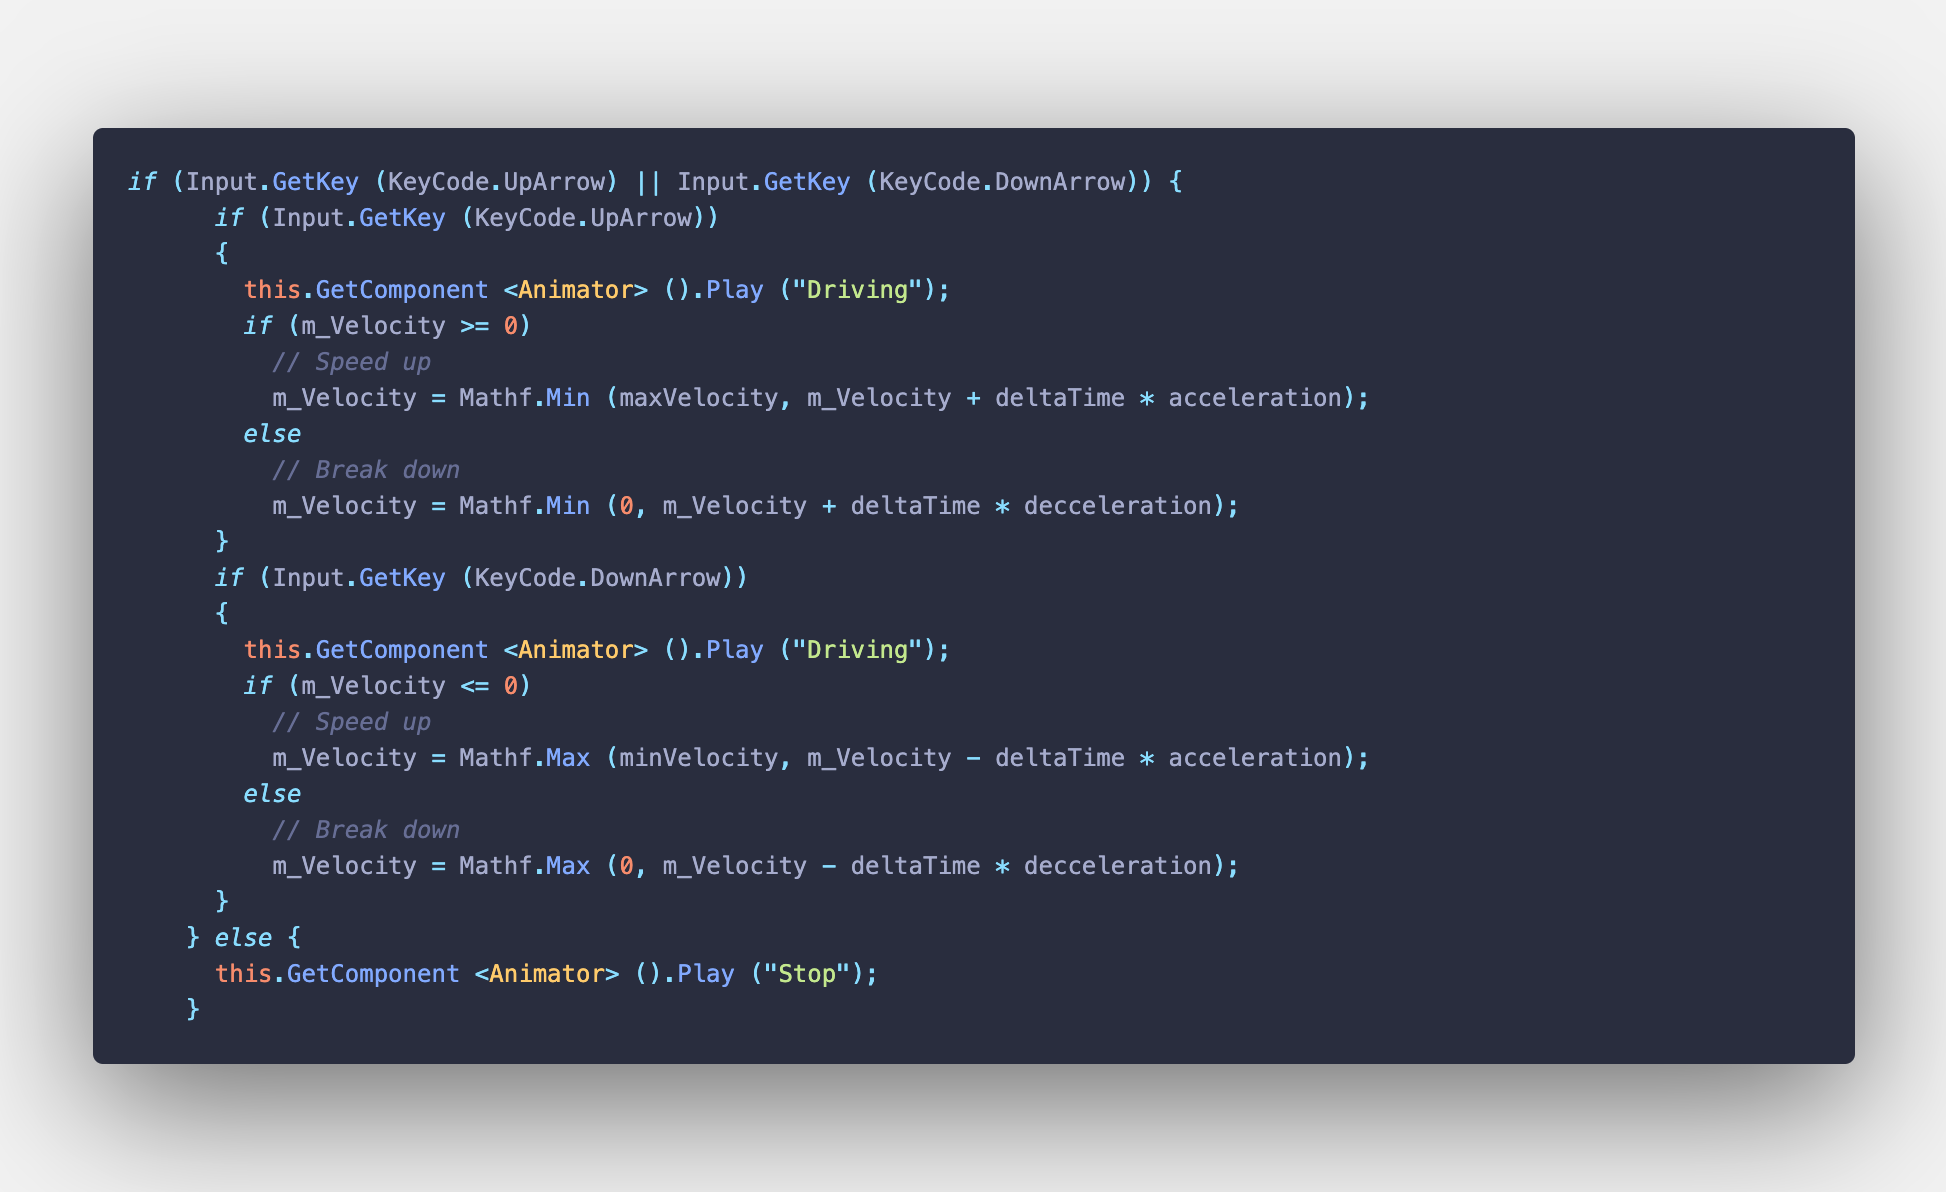 if (Input.GetKey (KeyCode.UpArrow) || Input.GetKey (KeyCode.DownArrow)) {
if (Input.GetKey (KeyCode.UpArrow))
{
this.GetComponent <Animator> ().Play ("Driving");
if (m_Velocity >= 0)
// Speed up
m_Velocity = Mathf.Min (maxVelocity, m_Velocity + deltaTime * acceleration);
else
// Break down
m_Velocity = Mathf.Min (0, m_Velocity + deltaTime * decceleration);
}
if (Input.GetKey (KeyCode.DownArrow))
{
this.GetComponent <Animator> ().Play ("Driving");
if (m_Velocity <= 0)
// Speed up
m_Velocity = Mathf.Max (minVelocity, m_Velocity - deltaTime * acceleration);
else
// Break down
m_Velocity = Mathf.Max (0, m_Velocity - deltaTime * decceleration);
}
} else {
this.GetComponent <Animator> ().Play ("Stop");
}